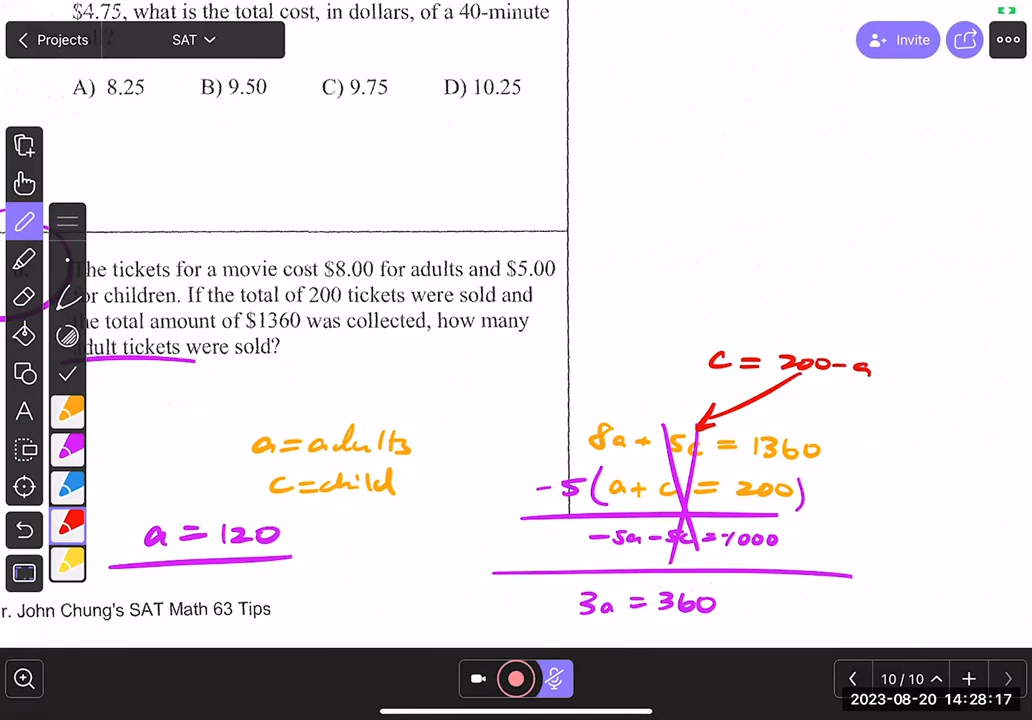 $4.75, what is the total cost, in dollars, of a 40-minute
Projects
SAT
Invite
A) 8.25 B) 9.50 C) 9.75 D) 10.25
The tickets for a movie cost $8.00 for adults and $5.00
for children. If the total of 200 tickets were sold and
the total amount of $1360 was collected, how many
adult tickets were sold?
c = 200-a
a = adults
c = child
8a + 5c = 1360
-5(a + c = 200)
-5a - 5c = -1000
3a = 360
a = 120
r. John Chung's SAT Math 63 Tips
A
10 / 10
2023-08-20 14:28:17